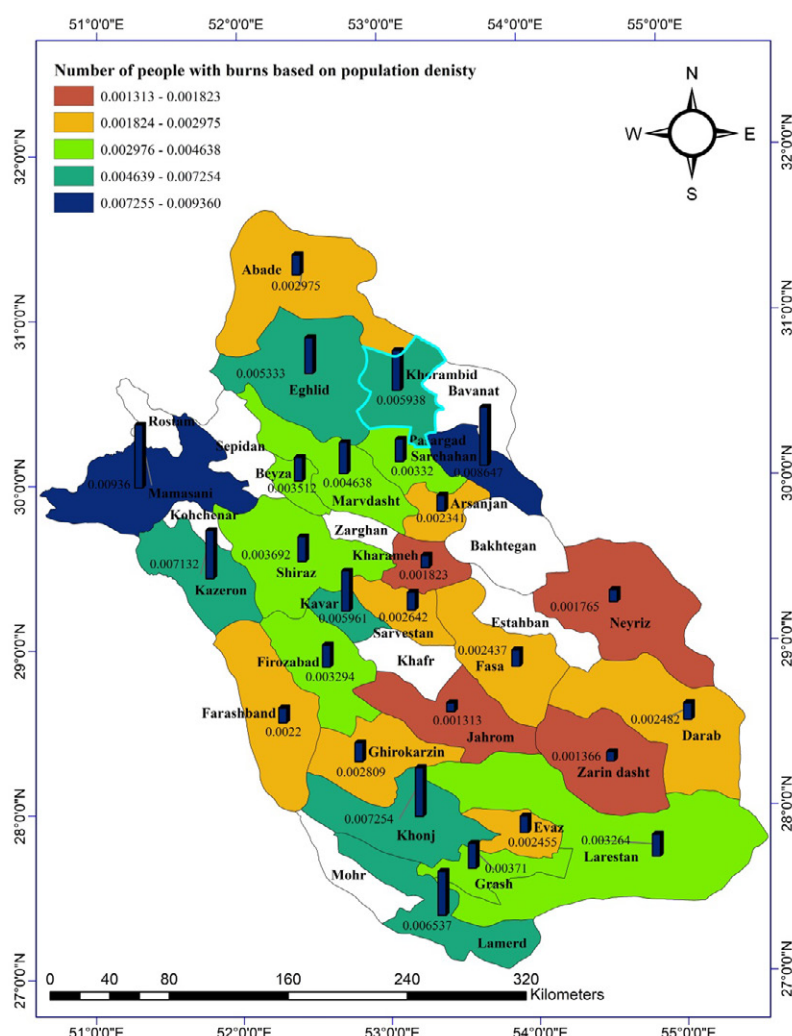 51°0'0"E 52°0'0"E 53°0'0"E 54°0'0"E 55°0'0"E
Number of people with burns based on population denisty
0.001313 - 0.001823
0.001824 - 0.002975
0.002976 - 0.004638
0.004639 - 0.007254
0.007255 - 0.009360
N
W E
S
32°0'0"N 32°0'0"N
31°0'0"N 31°0'0"N
30°0'0"N 30°0'0"N
29°0'0"N 29°0'0"N
28°0'0"N 28°0'0"N
27°0'0"N 27°0'0"N
Abade
0.002975
0.005333
Eghlid
Khorambid
0.005938
Bavanat
Rostam
Sepidan
Pasargad
Sarchahan
0.00332
0.008647
Beyza
0.003512
0.004638
Marvdasht
0.00936
Mamasani
Arsanjan
0.002341
Kohchenar
Zarghan
Bakhtegan
0.003692
Shiraz
Kharameh
0.001823
0.007132
Kazeron
Kavar
0.005961
0.002642
Sarvestan
0.001765
Neyriz
Estahban
Khafr
0.002437
Fasa
Firozabad
0.003294
Farashband
0.0022
0.001313
Jahrom
0.002482
Darab
0.001366
Zarin dasht
Ghirokarzin
0.002809
0.007254
Khonj
Evaz
0.002455
0.003264
Larestan
0.00371
Grash
Mohr
0.006537
Lamerd
0 40 80 160 240 320
Kilometers
51°0'0"E 52°0'0"E 53°0'0"E 54°0'0"E 55°0'0"E